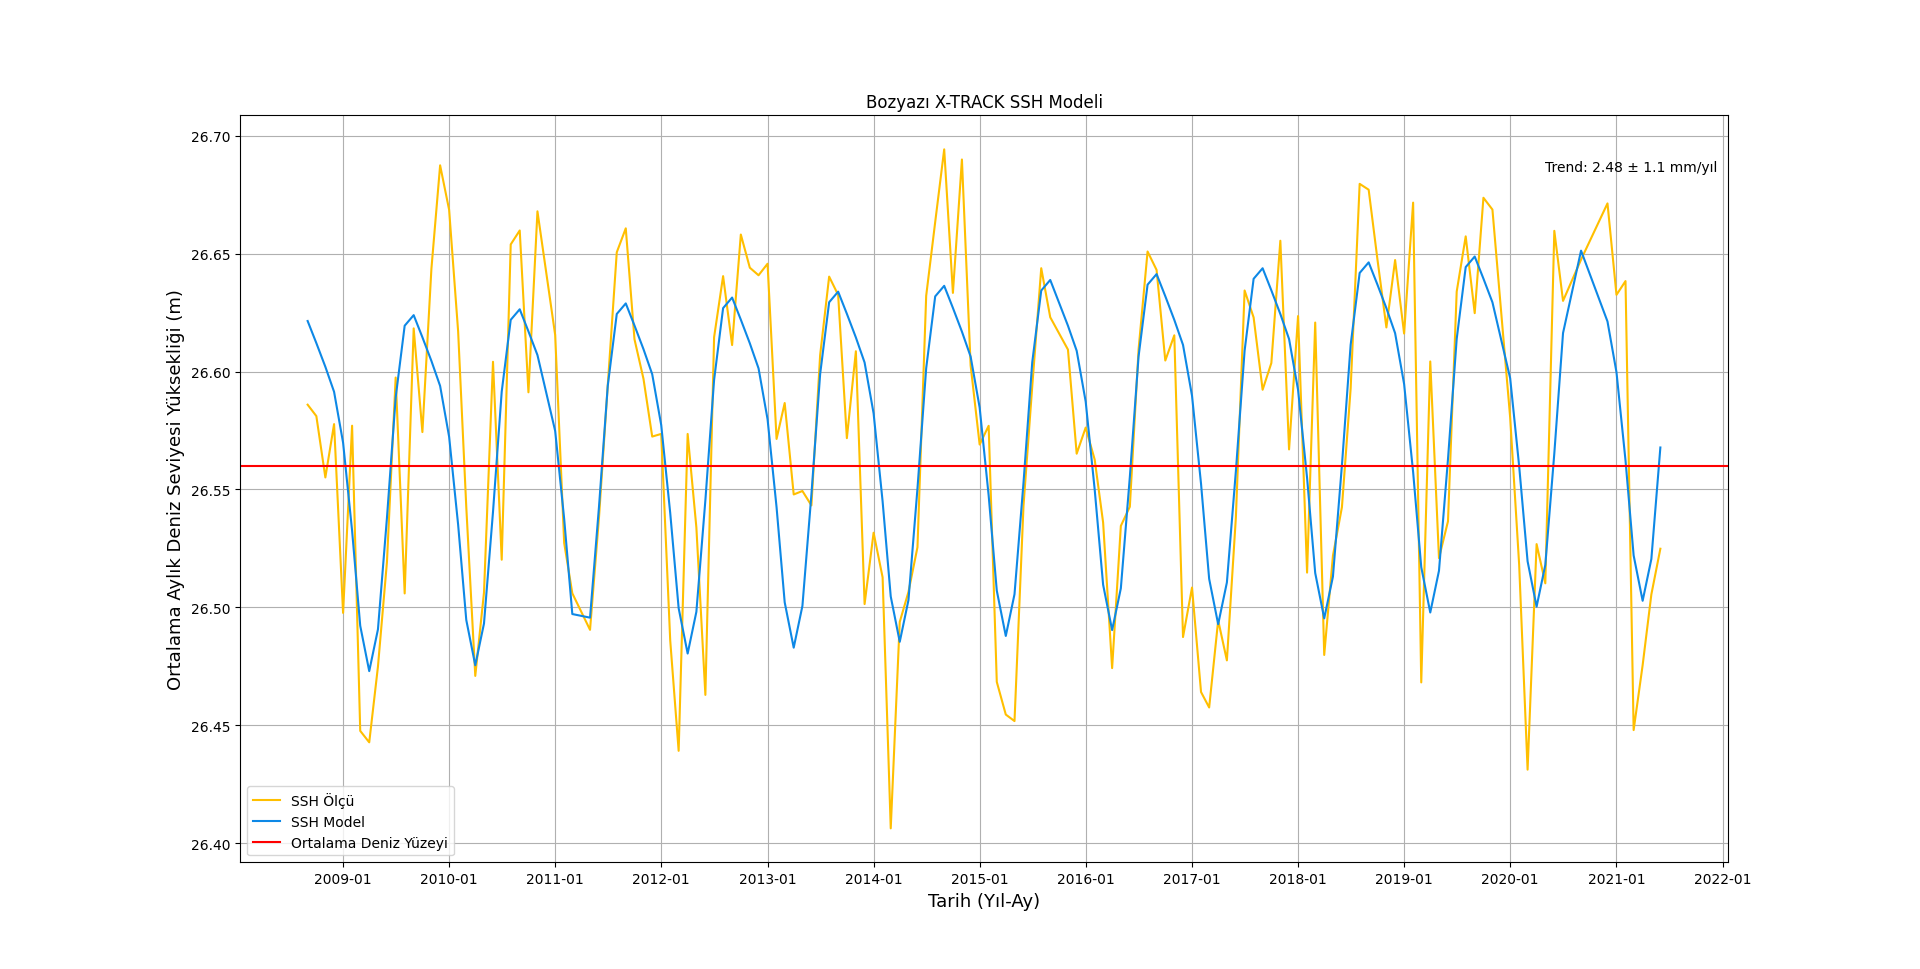 Bozyazı X-TRACK SSH Modeli
Trend: 2.48 ± 1.1 mm/yıl
Ortalama Aylık Deniz Seviyesi Yüksekliği (m)
26.70
26.65
26.60
26.55
26.50
26.45
26.40
SSH Ölçü
SSH Model
Ortalama Deniz Yüzeyi
2009-01 2010-01 2011-01 2012-01 2013-01 2014-01 2015-01 2016-01 2017-01 2018-01 2019-01 2020-01 2021-01 2022-01
Tarih (Yıl-Ay)